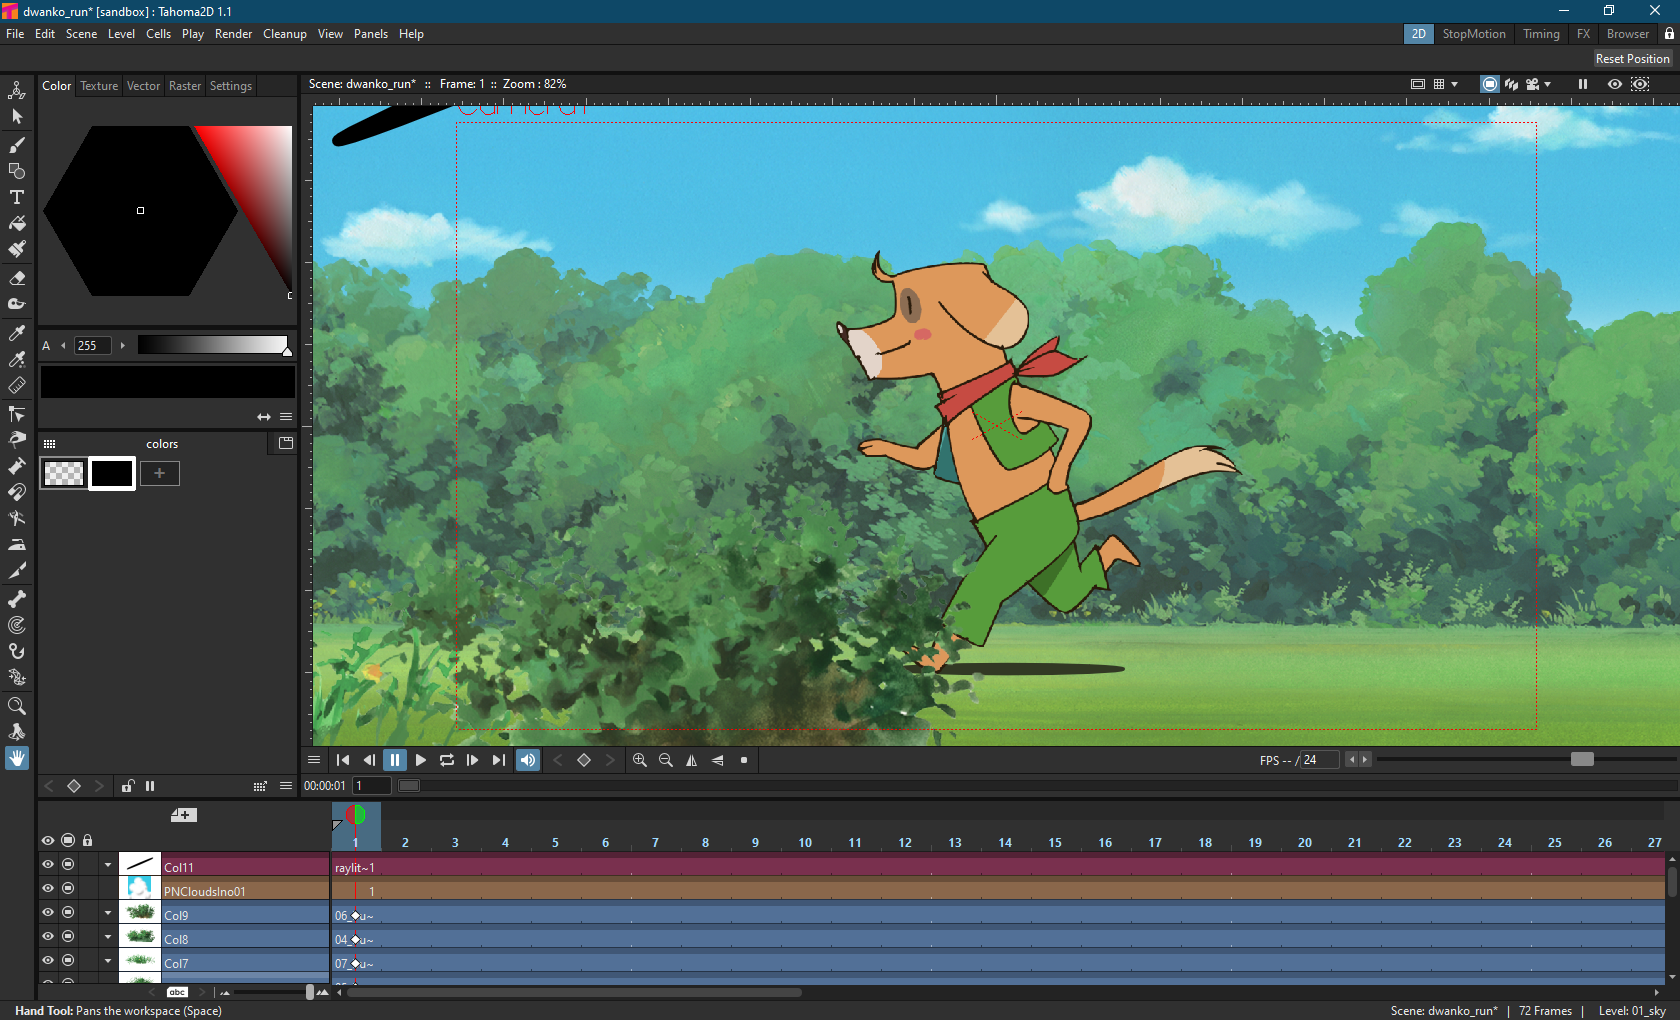 dwanko_run* [sandbox] : Tahoma2D 1.1
File Edit Scene Level Cells Play Render Cleanup View Panels Help
2D StopMotion Timing FX Browser
Reset Position
Color Texture Vector Raster Settings
Scene: dwanko_run* :: Frame: 1 :: Zoom : 82%
A 255
colors
FPS -- / 24
00:00:01 1
1 2 3 4 5 6 7 8 9 10 11 12 13 14 15 16 17 18 19 20 21 22 23 24 25 26 27
Col11 raylit~1
PNCloudsIno01 1
Col9 06_ u~
Col8 04_ u~
Col7 07_ u~
abc
Hand Tool: Pans the workspace (Space)
Scene: dwanko_run* | 72 Frames | Level: 01_sky